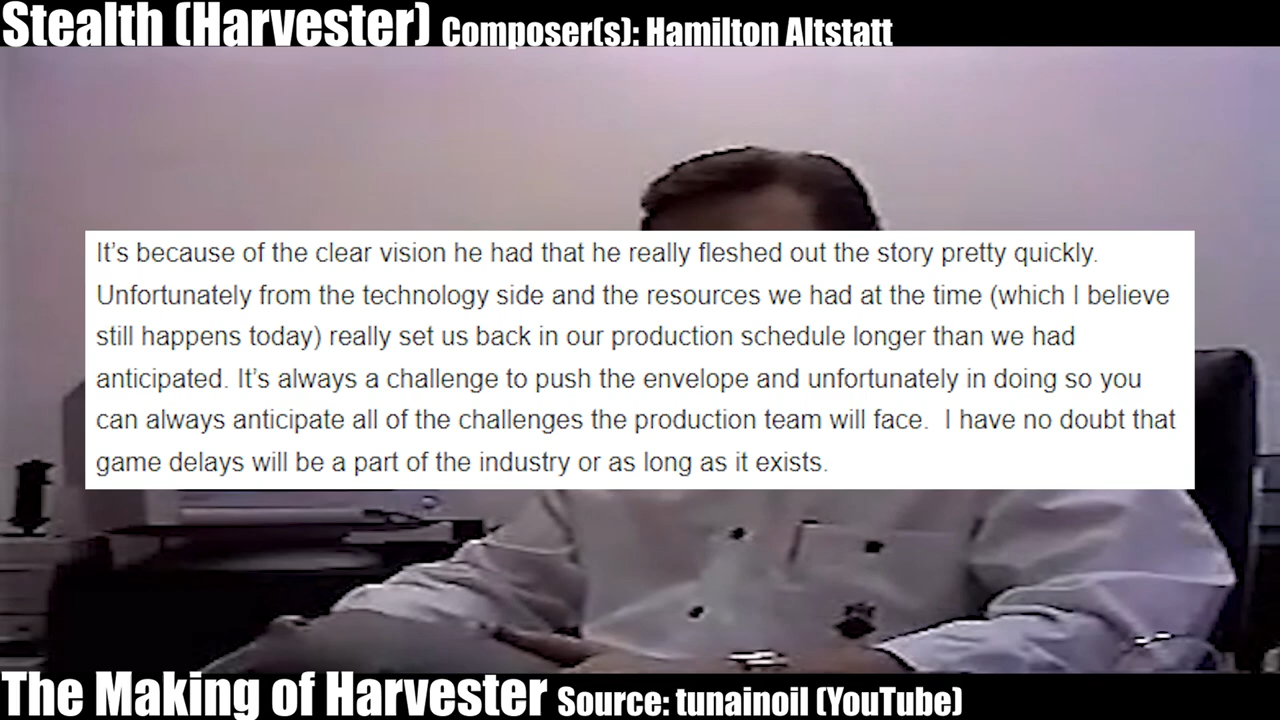 Stealth (Harvester) Composer(s): Hamilton Altstatt
It's because of the clear vision he had that he really fleshed out the story pretty quickly.
Unfortunately from the technology side and the resources we had at the time (which I believe
still happens today) really set us back in our production schedule longer than we had
anticipated. It's always a challenge to push the envelope and unfortunately in doing so you
can always anticipate all of the challenges the production team will face.  I have no doubt that
game delays will be a part of the industry or as long as it exists.
The Making of Harvester Source: tunainoil (YouTube)